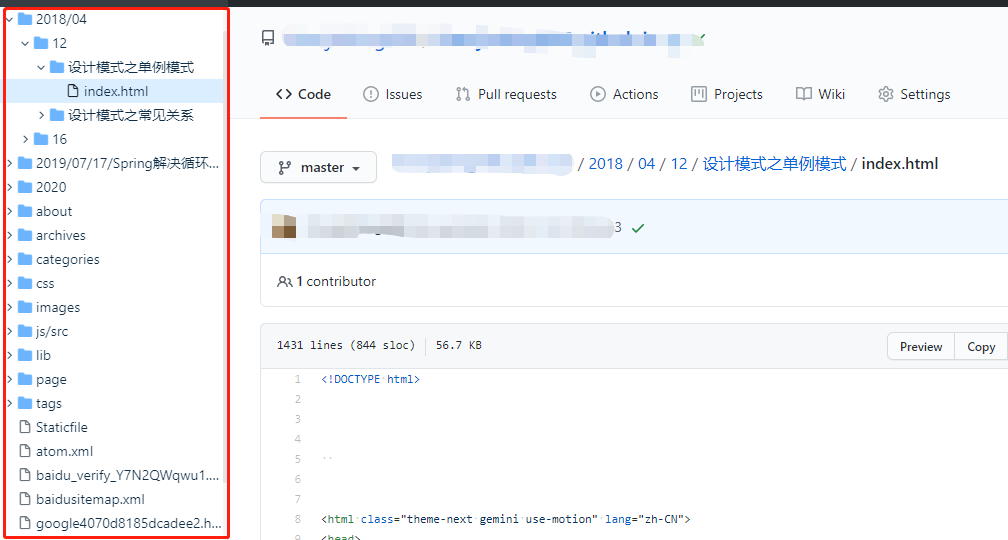 2018/04
12
设计模式之单例模式
index.html
设计模式之常见关系
16
2019/07/17/Spring解决循环...
2020
about
archives
categories
css
images
js/src
lib
page
tags
Staticfile
atom.xml
baidu_verify_Y7N2QWqwu1....
baidusitemap.xml
google4070d8185dcadee2.h...
Code Issues Pull requests Actions Projects Wiki Settings
master / 2018 / 04 / 12 / 设计模式之单例模式 / index.html
3
1 contributor
1431 lines (844 sloc) 56.7 KB Preview Copy
1 <!DOCTYPE html>
2
3
4
5 ··
6
7
8 <html class="theme-next gemini use-motion" lang="zh-CN">
9 <head>